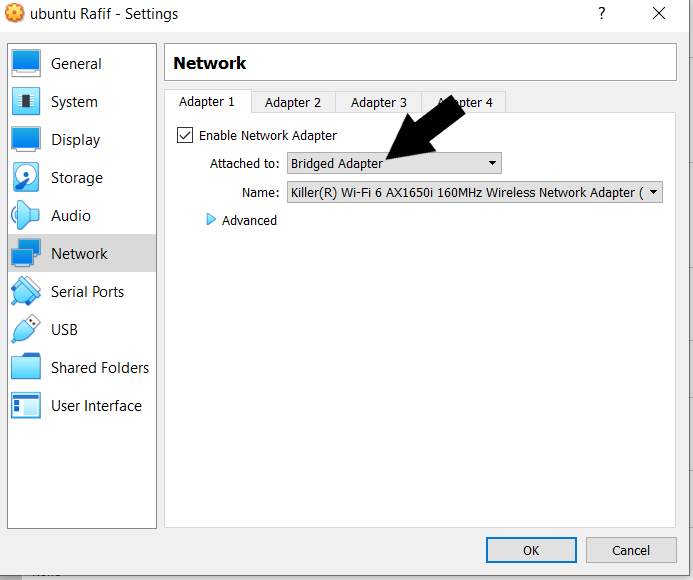 ubuntu Rafif - Settings
?
General
System
Display
Storage
Audio
Network
Serial Ports
USB
Shared Folders
User Interface
Network
Adapter 1
Adapter 2
Adapter 3
Adapter 4
Enable Network Adapter
Attached to:
Bridged Adapter
Name:
Killer(R) Wi-Fi 6 AX1650i 160MHz Wireless Network Adapter (
Advanced
OK
Cancel